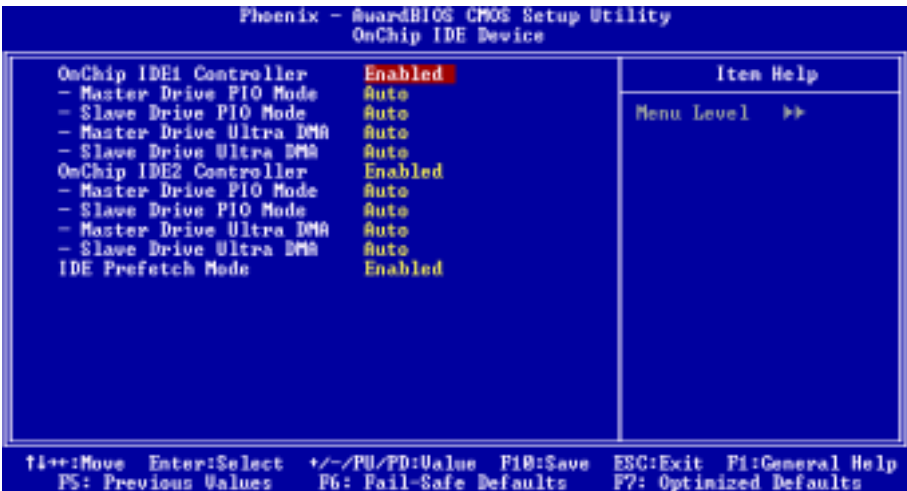 Phoenix - AwardBIOS CMOS Setup Utility
OnChip IDE Device
OnChip IDE1 Controller Enabled
- Master Drive PIO Mode Auto
- Slave Drive PIO Mode Auto
- Master Drive Ultra DMA Auto
- Slave Drive Ultra DMA Auto
OnChip IDE2 Controller Enabled
- Master Drive PIO Mode Auto
- Slave Drive PIO Mode Auto
- Master Drive Ultra DMA Auto
- Slave Drive Ultra DMA Auto
IDE Prefetch Mode Enabled
Item Help
Menu Level ▸▸
↑↓→←:Move Enter:Select +/-/PU/PD:Value F10:Save ESC:Exit F1:General Help
F5: Previous Values F6: Fail-Safe Defaults F7: Optimized Defaults